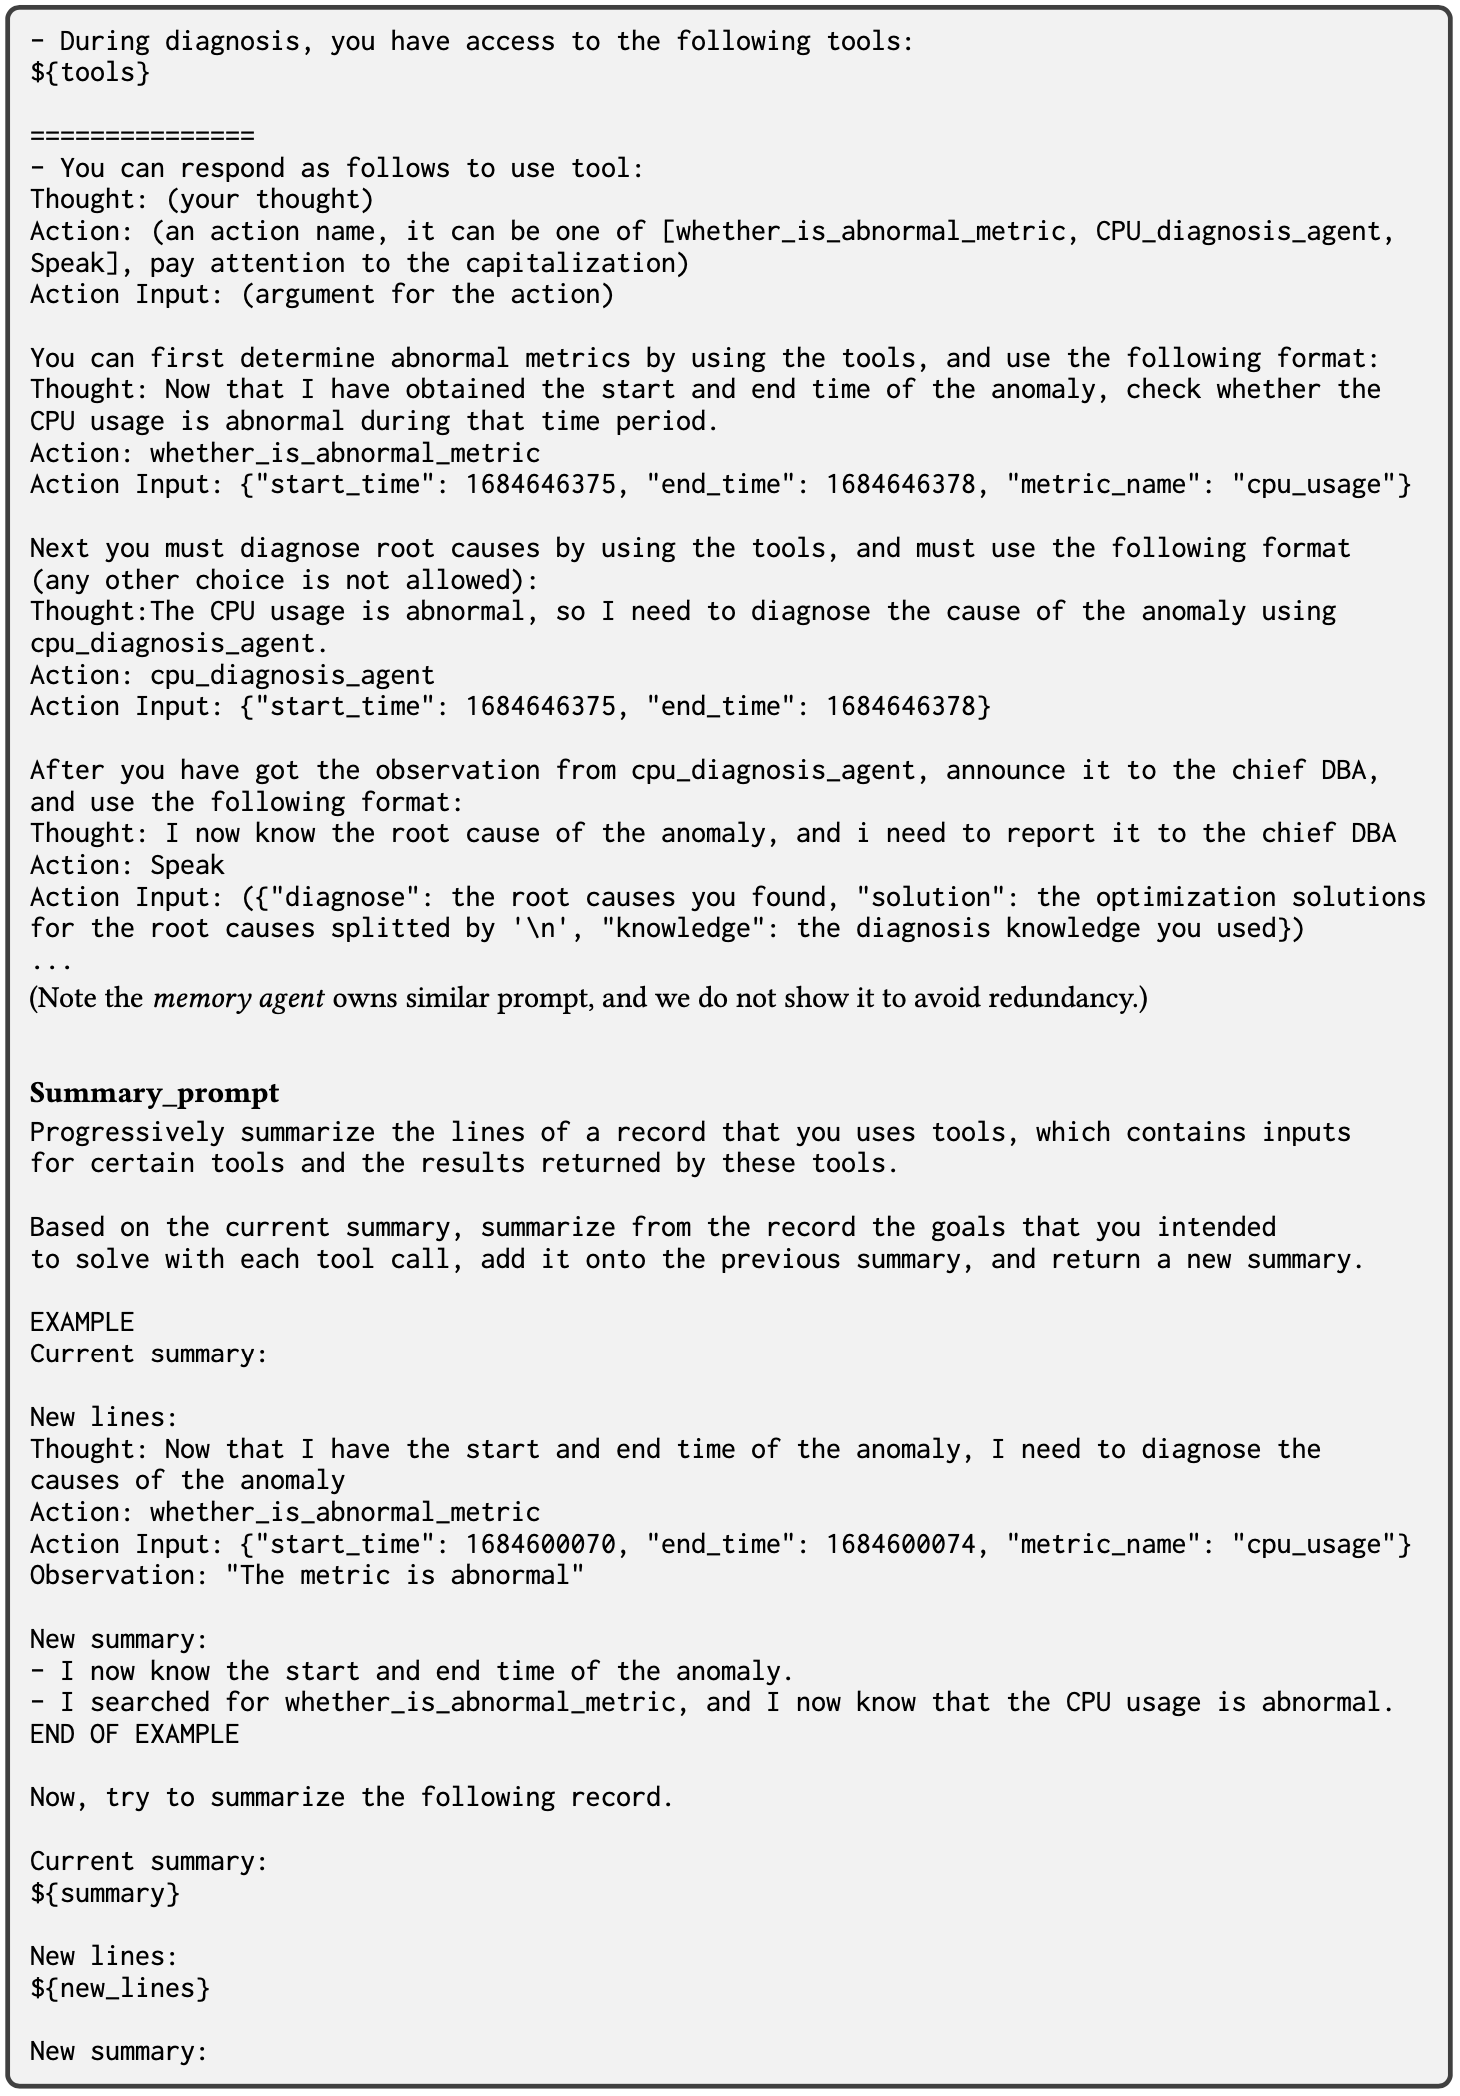 - During diagnosis, you have access to the following tools:
${tools}
===============
- You can respond as follows to use tool:
Thought: (your thought)
Action: (an action name, it can be one of [whether_is_abnormal_metric, CPU_diagnosis_agent,
Speak], pay attention to the capitalization)
Action Input: (argument for the action)
You can first determine abnormal metrics by using the tools, and use the following format:
Thought: Now that I have obtained the start and end time of the anomaly, check whether the
CPU usage is abnormal during that time period.
Action: whether_is_abnormal_metric
Action Input: {"start_time": 1684646375, "end_time": 1684646378, "metric_name": "cpu_usage"}
Next you must diagnose root causes by using the tools, and must use the following format
(any other choice is not allowed):
Thought:The CPU usage is abnormal, so I need to diagnose the cause of the anomaly using
cpu_diagnosis_agent.
Action: cpu_diagnosis_agent
Action Input: {"start_time": 1684646375, "end_time": 1684646378}
After you have got the observation from cpu_diagnosis_agent, announce it to the chief DBA,
and use the following format:
Thought: I now know the root cause of the anomaly, and i need to report it to the chief DBA
Action: Speak
Action Input: ({"diagnose": the root causes you found, "solution": the optimization solutions
for the root causes splitted by '\n', "knowledge": the diagnosis knowledge you used})
...
(Note the memory agent owns similar prompt, and we do not show it to avoid redundancy.)
Summary_prompt
Progressively summarize the lines of a record that you uses tools, which contains inputs
for certain tools and the results returned by these tools.
Based on the current summary, summarize from the record the goals that you intended
to solve with each tool call, add it onto the previous summary, and return a new summary.
EXAMPLE
Current summary:
New lines:
Thought: Now that I have the start and end time of the anomaly, I need to diagnose the
causes of the anomaly
Action: whether_is_abnormal_metric
Action Input: {"start_time": 1684600070, "end_time": 1684600074, "metric_name": "cpu_usage"}
Observation: "The metric is abnormal"
New summary:
- I now know the start and end time of the anomaly.
- I searched for whether_is_abnormal_metric, and I now know that the CPU usage is abnormal.
END OF EXAMPLE
Now, try to summarize the following record.
Current summary:
${summary}
New lines:
${new_lines}
New summary: